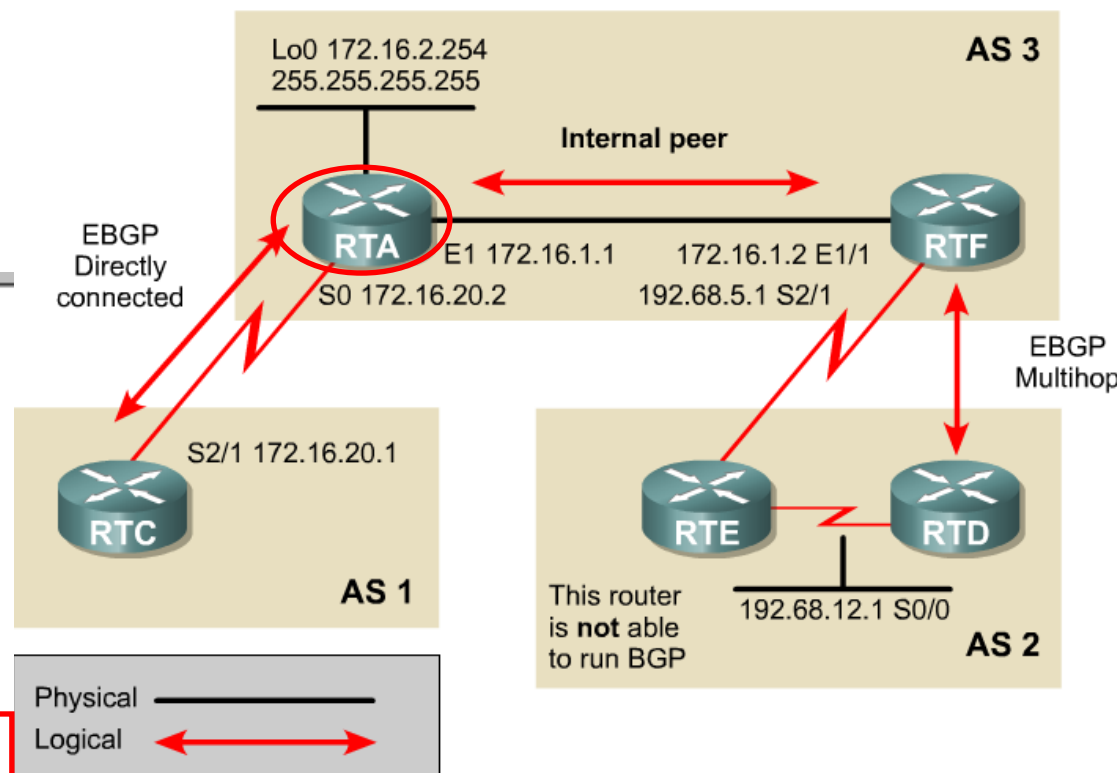 AS 3
Lo0 172.16.2.254
255.255.255.255
Internal peer
EBGP
Directly
connected
RTA
RTF
E1 172.16.1.1
172.16.1.2 E1/1
S0 172.16.20.2
192.68.5.1 S2/1
EBGP
Multihop
S2/1 172.16.20.1
RTC
AS 1
RTE
RTD
This router
is not able
to run BGP
192.68.12.1 S0/0
AS 2
Physical
Logical